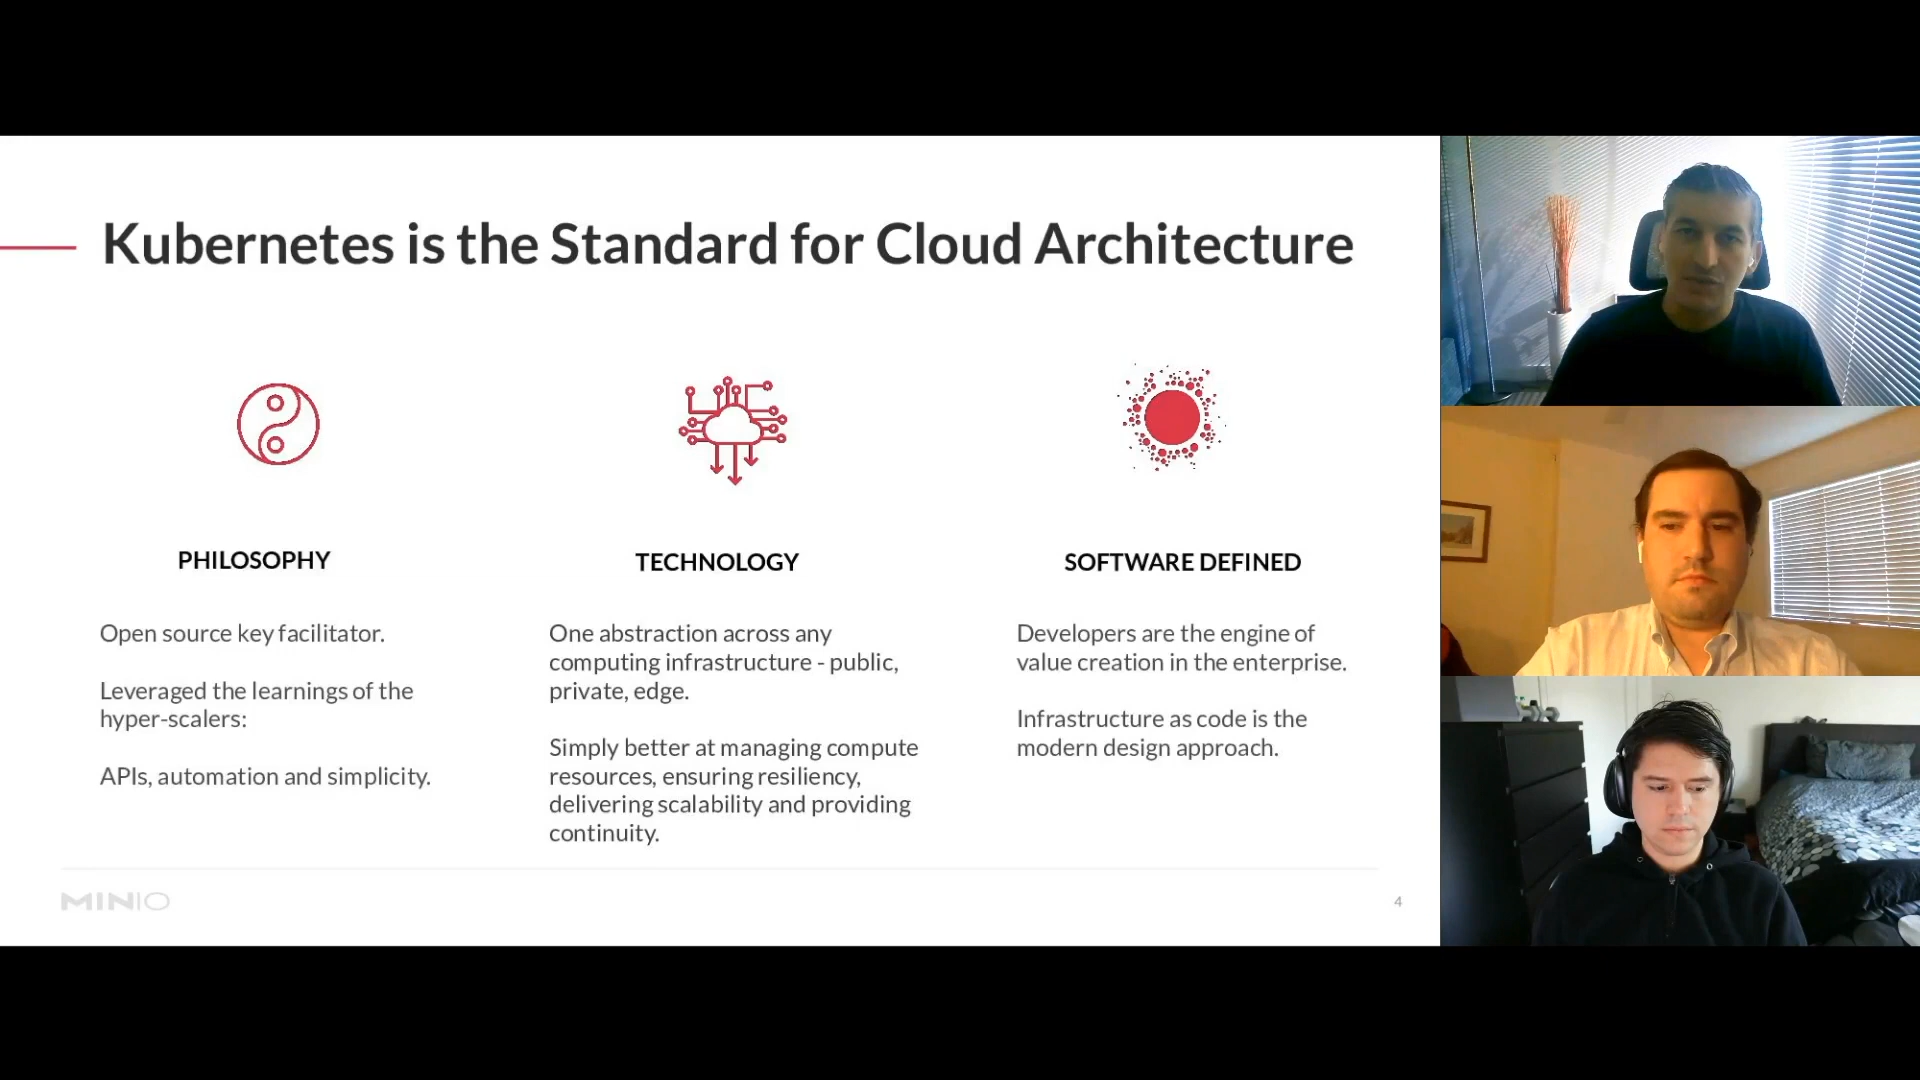 Kubernetes is the Standard for Cloud Architecture
PHILOSOPHY
Open source key facilitator.
Leveraged the learnings of the
hyper-scalers:
APIs, automation and simplicity.
TECHNOLOGY
One abstraction across any
computing infrastructure - public,
private, edge.
Simply better at managing compute
resources, ensuring resiliency,
delivering scalability and providing
continuity.
SOFTWARE DEFINED
Developers are the engine of
value creation in the enterprise.
Infrastructure as code is the
modern design approach.
MINIO
4